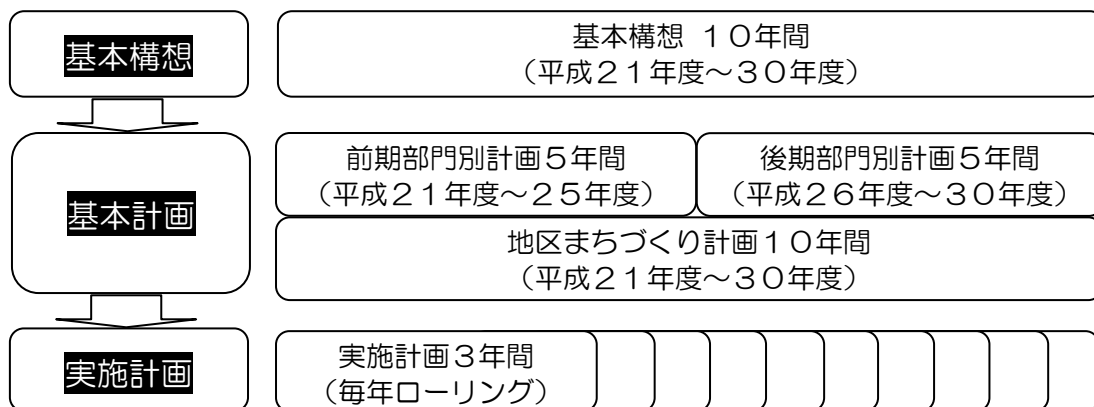 基本構想
基本構想 １０年間
（平成２１年度～３０年度）
基本計画
前期部門別計画５年間
（平成２１年度～２５年度）
後期部門別計画５年間
（平成２６年度～３０年度）
地区まちづくり計画１０年間
（平成２１年度～３０年度）
実施計画
実施計画３年間
（毎年ローリング）